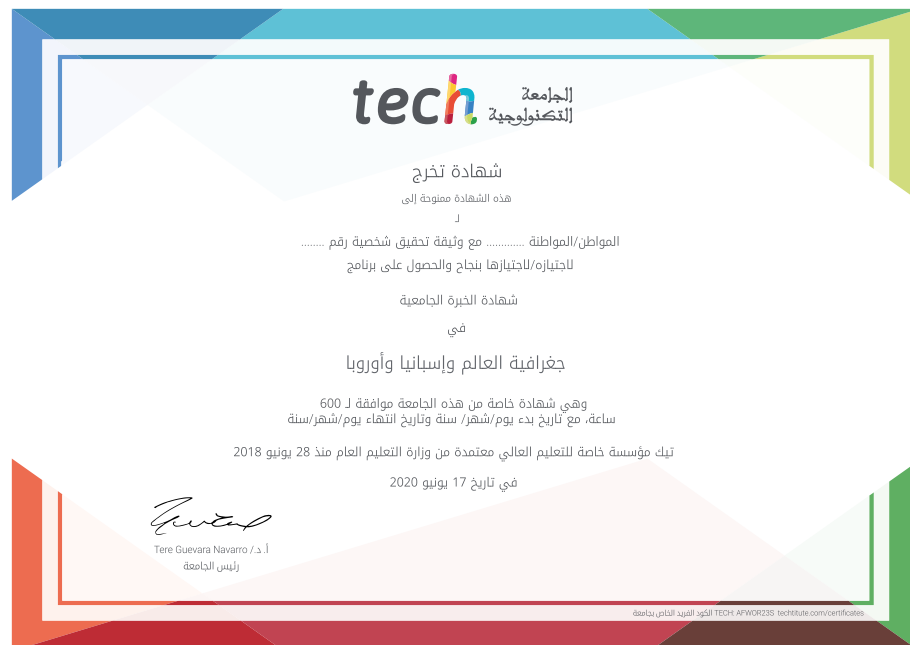 tech الجامعة
التكنولوجية
شهادة تخرج
هذه الشهادة ممنوحة إلى
لـ
المواطن/المواطنة ............. مع وثيقة تحقيق شخصية رقم ........
لاجتيازه/لاجتيازها بنجاح والحصول على برنامج
شهادة الخبرة الجامعية
في
جغرافية العالم وإسبانيا وأوروبا
وهي شهادة خاصة من هذه الجامعة موافقة لـ 600
ساعة، مع تاريخ بدء يوم/شهر/ سنة وتاريخ انتهاء يوم/شهر/سنة
تيك مؤسسة خاصة للتعليم العالي معتمدة من وزارة التعليم العام منذ 28 يونيو 2018
في تاريخ 17 يونيو 2020
أ. د./ Tere Guevara Navarro
رئيس الجامعة
الكود الفريد الخاص بجامعة TECH: AFWOR23S techtitute.com/certificates